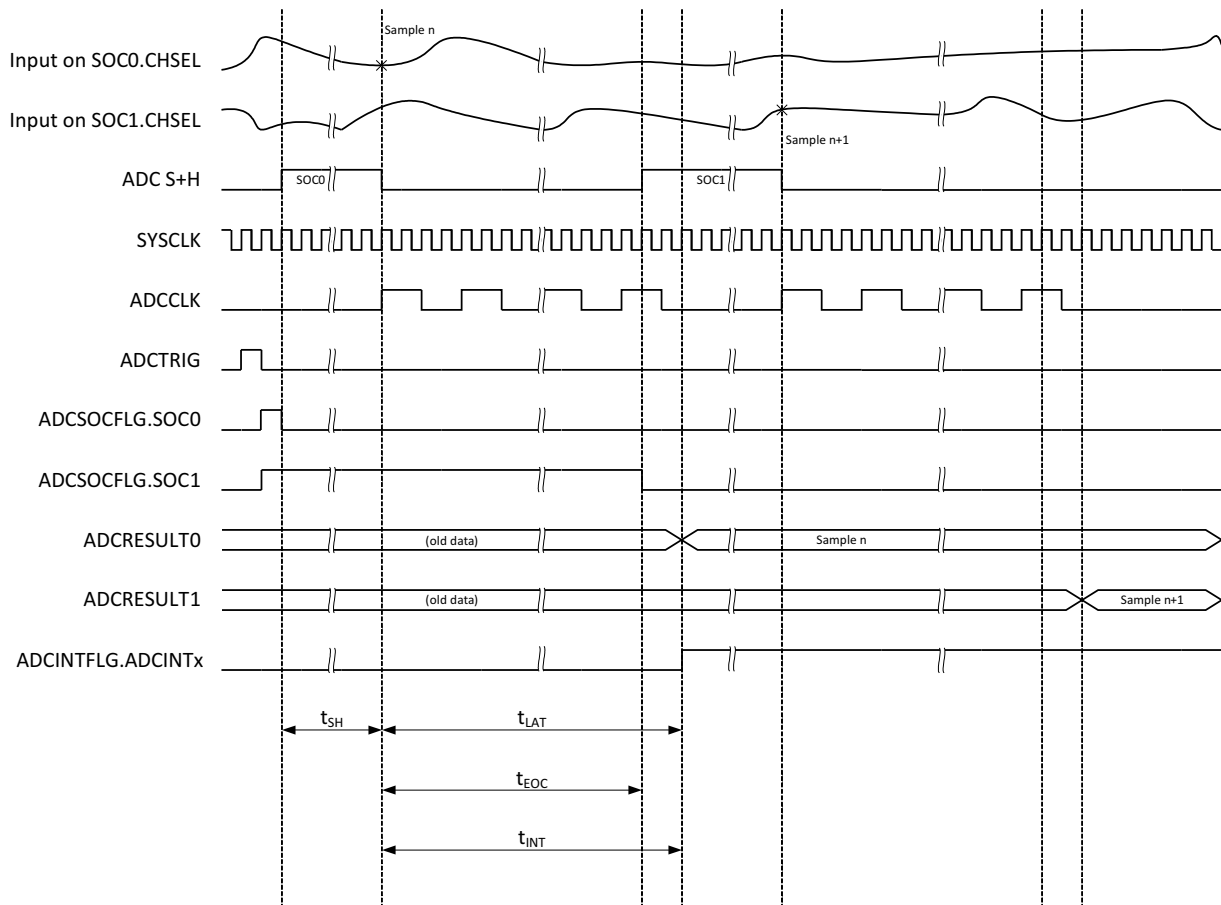 Sample n
Input on SOC0.CHSEL
Input on SOC1.CHSEL
Sample n+1
ADC S+H
SOC0
SOC1
SYSCLK
ADCCLK
ADCTRIG
ADCSOCFLG.SOC0
ADCSOCFLG.SOC1
ADCRESULT0
(old data)
Sample n
ADCRESULT1
(old data)
Sample n+1
ADCINTFLG.ADCINTx
tSH
tLAT
tEOC
tINT